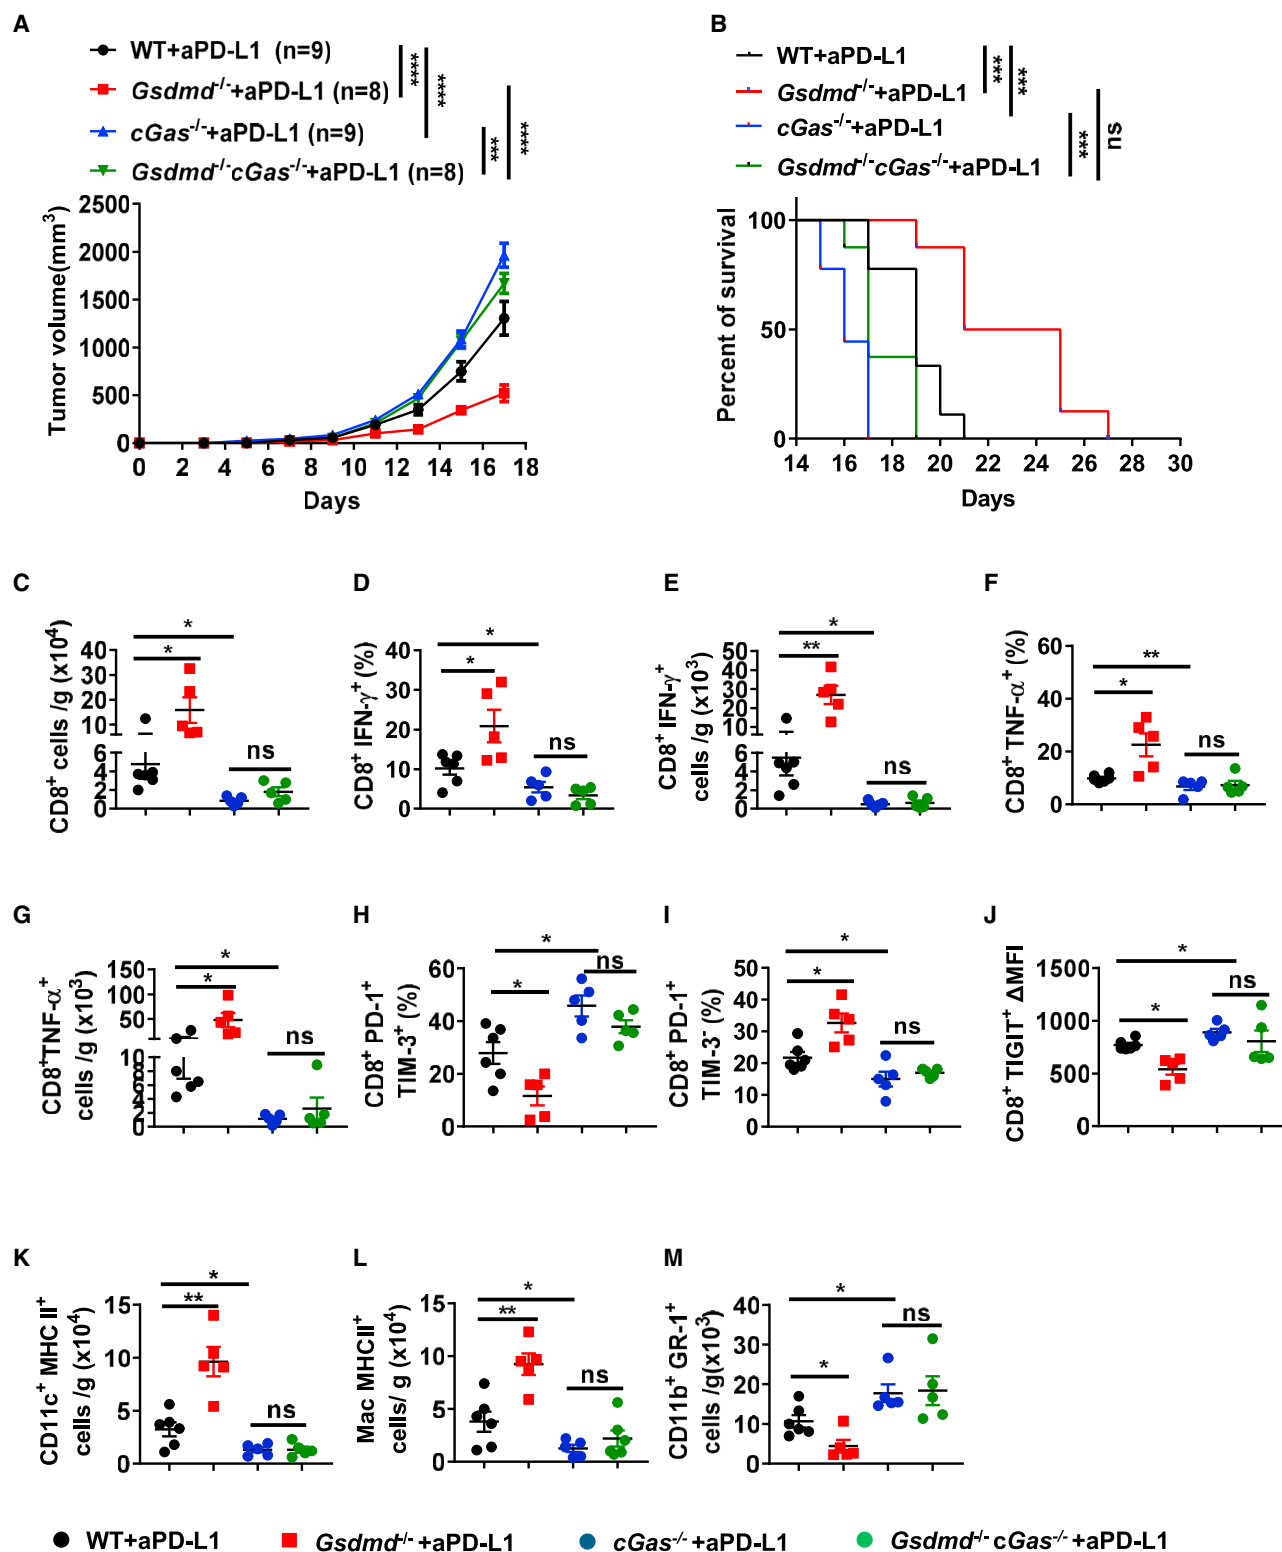 A
WT+aPD-L1 (n=9)
Gsdmd-/-+aPD-L1 (n=8)
cGas-/-+aPD-L1 (n=9)
Gsdmd-/-cGas-/-+aPD-L1 (n=8)
****
****
***
****
Tumor volume(mm3)
2500
2000
1500
1000
500
0
0 2 4 6 8 10 12 14 16 18
Days
B
WT+aPD-L1
Gsdmd-/-+aPD-L1
cGas-/-+aPD-L1
Gsdmd-/-cGas-/-+aPD-L1
***
***
***
ns
Percent of survival
100
50
0
14 16 18 20 22 24 26 28 30
Days
C
CD8+ cells /g (x104)
40
30
20
10
6
4
2
0
*
*
ns
D
CD8+ IFN-γ+ (%)
40
30
20
10
0
*
*
ns
E
CD8+ IFN-γ+
cells /g (x103)
50
40
30
20
10
6
4
2
0
*
**
ns
F
CD8+TNF-α+ (%)
60
40
20
0
**
*
ns
G
CD8+TNF-α+
cells /g (x103)
150
100
50
10
8
6
4
2
0
*
*
ns
H
CD8+ PD-1+
TIM-3+ (%)
60
40
20
0
*
*
ns
I
CD8+ PD-1+
TIM-3- (%)
50
40
30
20
10
0
*
*
ns
J
CD8+ TIGIT+ ΔMFI
1500
1000
500
0
*
*
ns
K
CD11c+ MHC II+
cells /g (x104)
15
10
5
0
*
**
ns
L
Mac MHCII+
cells/ g (x104)
15
10
5
0
*
**
ns
M
CD11b+ GR-1+
cells /g(x103)
40
30
20
10
0
*
*
ns
WT+aPD-L1 Gsdmd-/-+aPD-L1 cGas-/-+aPD-L1 Gsdmd-/-cGas-/-+aPD-L1